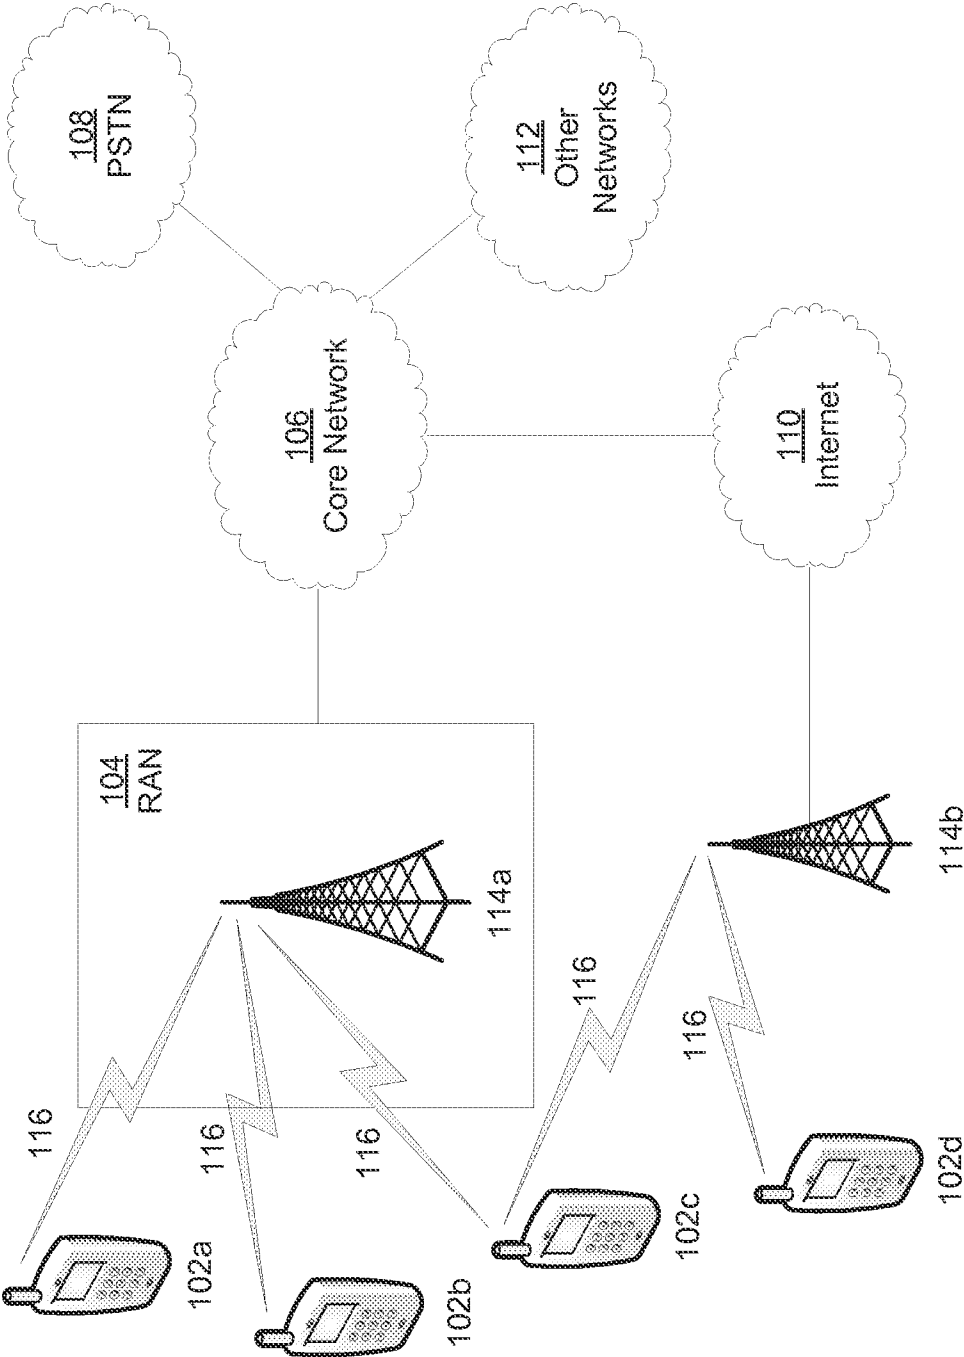 108
PSTN
112
Other
Networks
106
Core Network
110
Internet
104
RAN
114a
114b
116
116
116
116
116
102a
102b
102c
102d